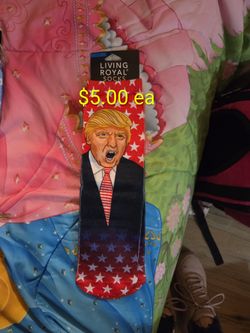 LIVING
ROYAL
SOCKS
$5.00 ea